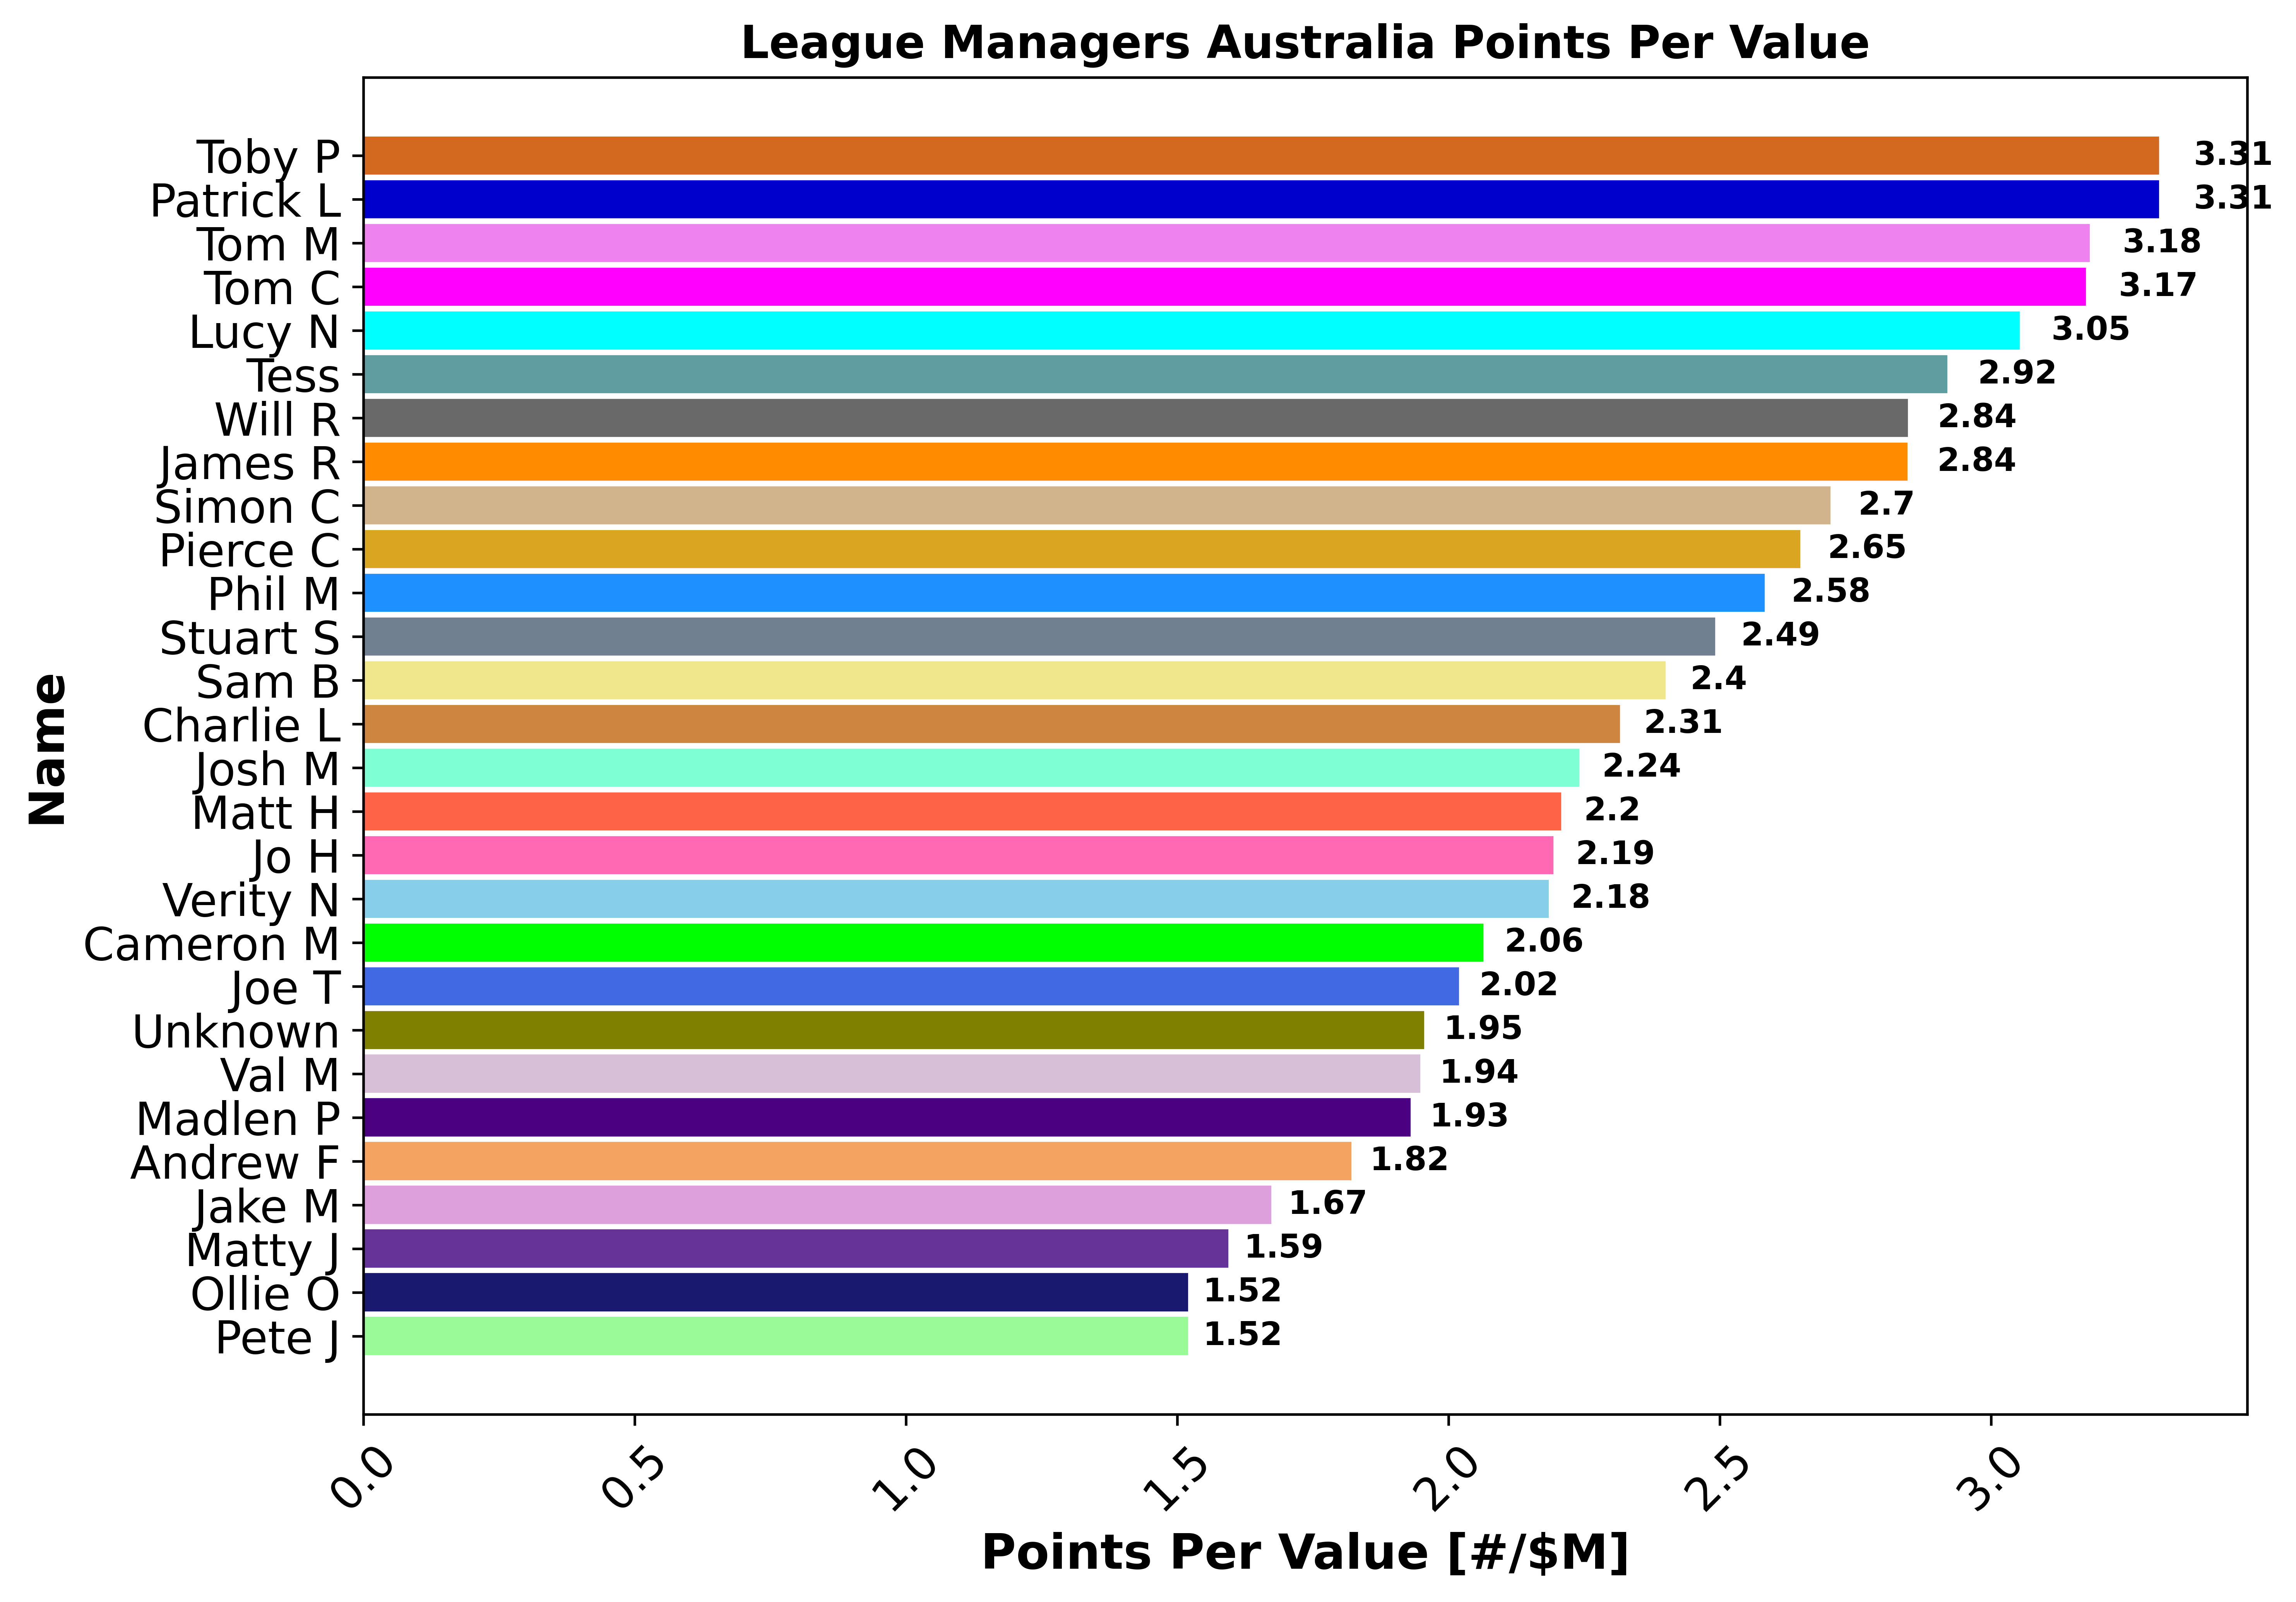 League Managers Australia Points Per Value
Toby P 3.31
Patrick L 3.31
Tom M 3.18
Tom C 3.17
Lucy N 3.05
Tess 2.92
Will R 2.84
James R 2.84
Simon C 2.7
Pierce C 2.65
Phil M 2.58
Stuart S 2.49
Sam B 2.4
Charlie L 2.31
Josh M 2.24
Matt H 2.2
Jo H 2.19
Verity N 2.18
Cameron M 2.06
Joe T 2.02
Unknown 1.95
Val M 1.94
Madlen P 1.93
Andrew F 1.82
Jake M 1.67
Matty J 1.59
Ollie O 1.52
Pete J 1.52
Name
0.0 0.5 1.0 1.5 2.0 2.5 3.0
Points Per Value [#/$M]